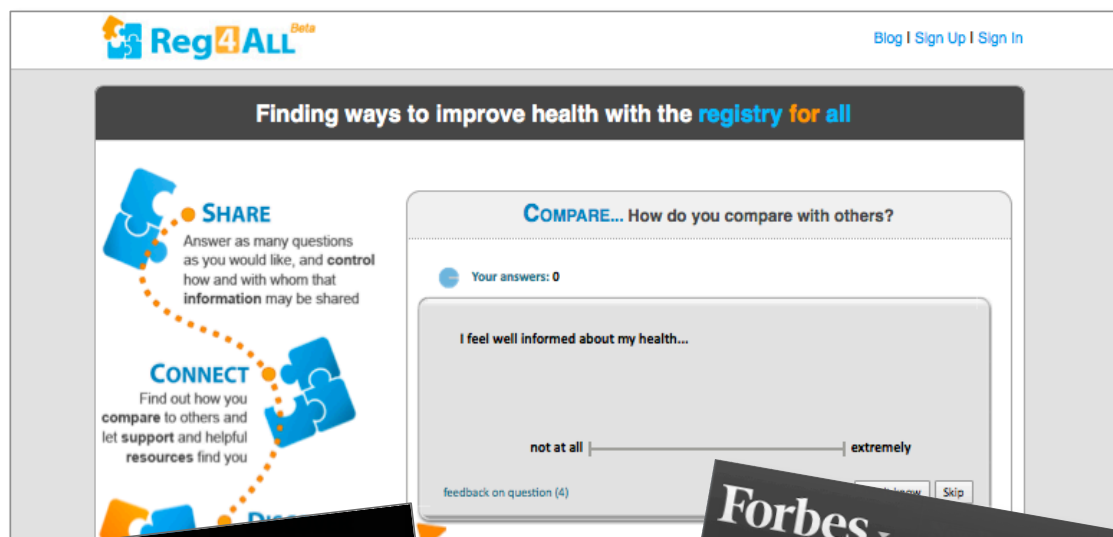 Reg4ALL Beta
Blog | Sign Up | Sign In
Finding ways to improve health with the registry for all
SHARE
Answer as many questions
as you would like, and control
how and with whom that
information may be shared
CONNECT
Find out how you
compare to others and
let support and helpful
resources find you
COMPARE... How do you compare with others?
Your answers: 0
I feel well informed about my health...
not at all
extremely
feedback on question (4)
know
Skip
Forbes